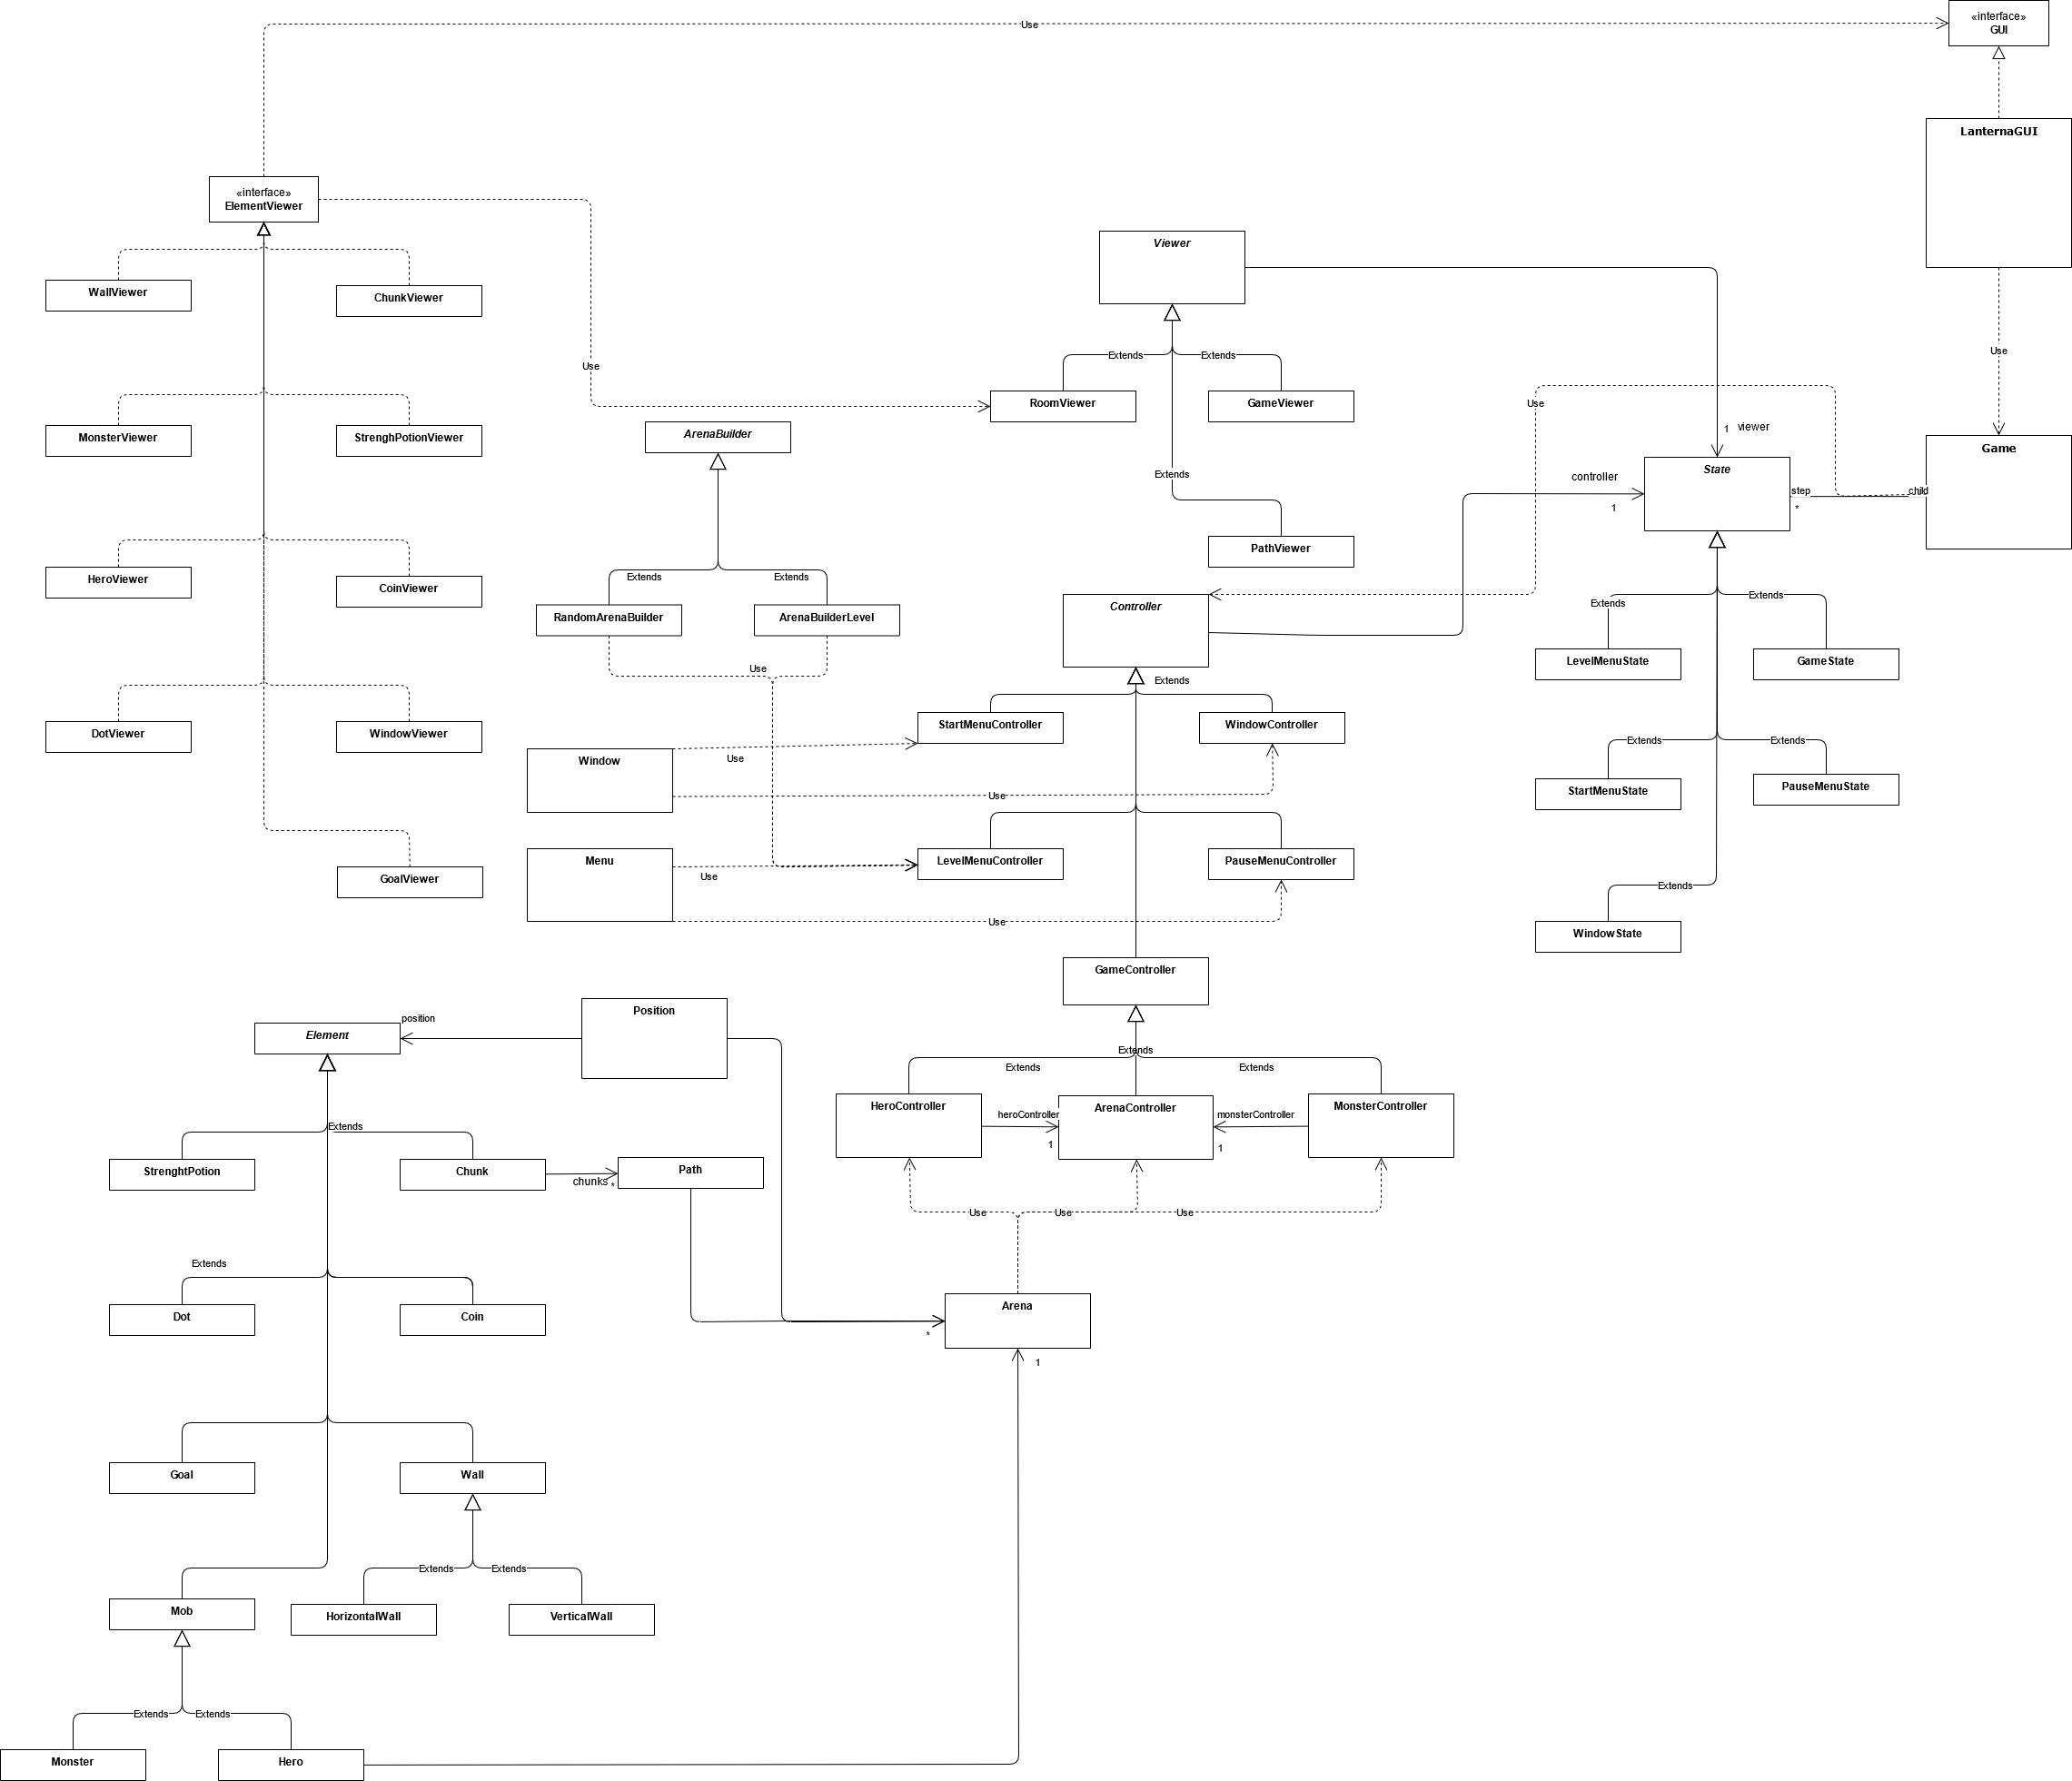 Use
«interface»
GUI
LanternaGUI
«interface»
ElementViewer
Viewer
WallViewer
ChunkViewer
Use
Use
Extends
Extends
RoomViewer
GameViewer
Use
1
viewer
MonsterViewer
StrenghPotionViewer
ArenaBuilder
Game
State
Extends
controller
step
child
1
*
PathViewer
HeroViewer
CoinViewer
Extends
Extends
Controller
Extends
Extends
RandomArenaBuilder
ArenaBuilderLevel
LevelMenuState
GameState
Use
Extends
StartMenuController
WindowController
DotViewer
WindowViewer
Window
Use
Extends
Extends
Use
StartMenuState
PauseMenuState
Menu
LevelMenuController
PauseMenuController
Use
GoalViewer
Extends
Use
WindowState
GameController
Position
position
Element
Extends
Extends
Extends
HeroController
heroController
ArenaController
monsterController
MonsterController
1
1
Extends
StrenghtPotion
Chunk
Path
chunks
*
Use
Use
Use
Extends
Arena
Dot
Coin
*
1
Goal
Wall
Extends
Extends
Mob
HorizontalWall
VerticalWall
Extends
Extends
Monster
Hero